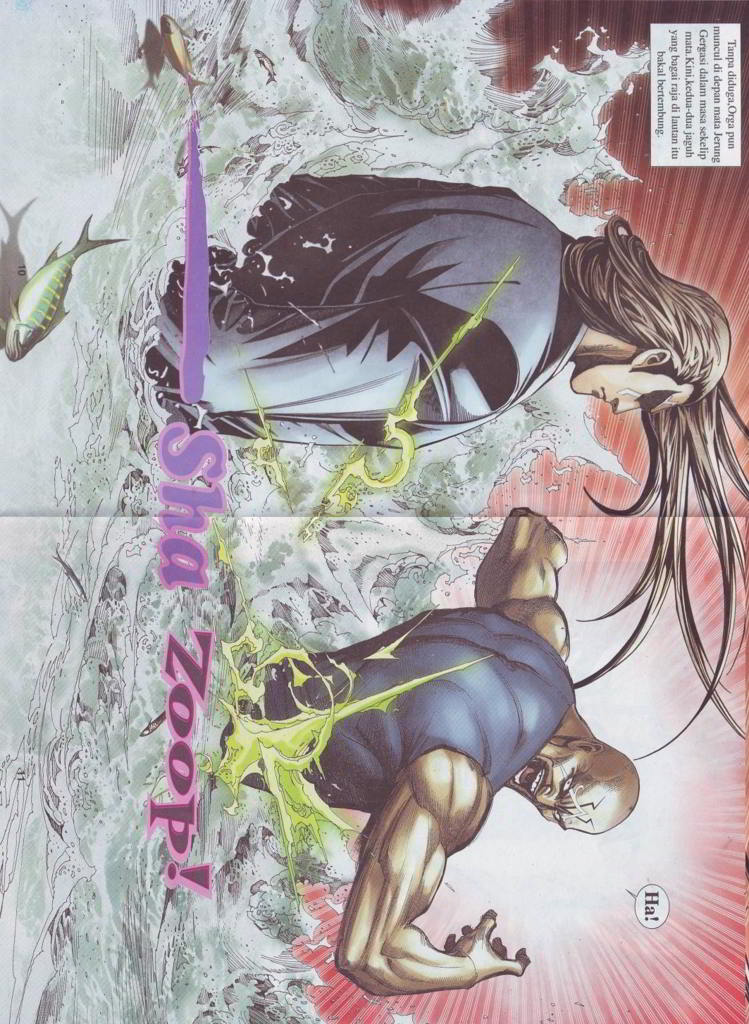 Tanpa diduga,Orga pun
muncul di depan mata Jerung
Gergasi dalam masa sekelip
mata.Kini,kedua-dua jaguh
yang bagai raja di lautan itu
bakal bertembung.
Sha Zoop!
Ha!
10
11